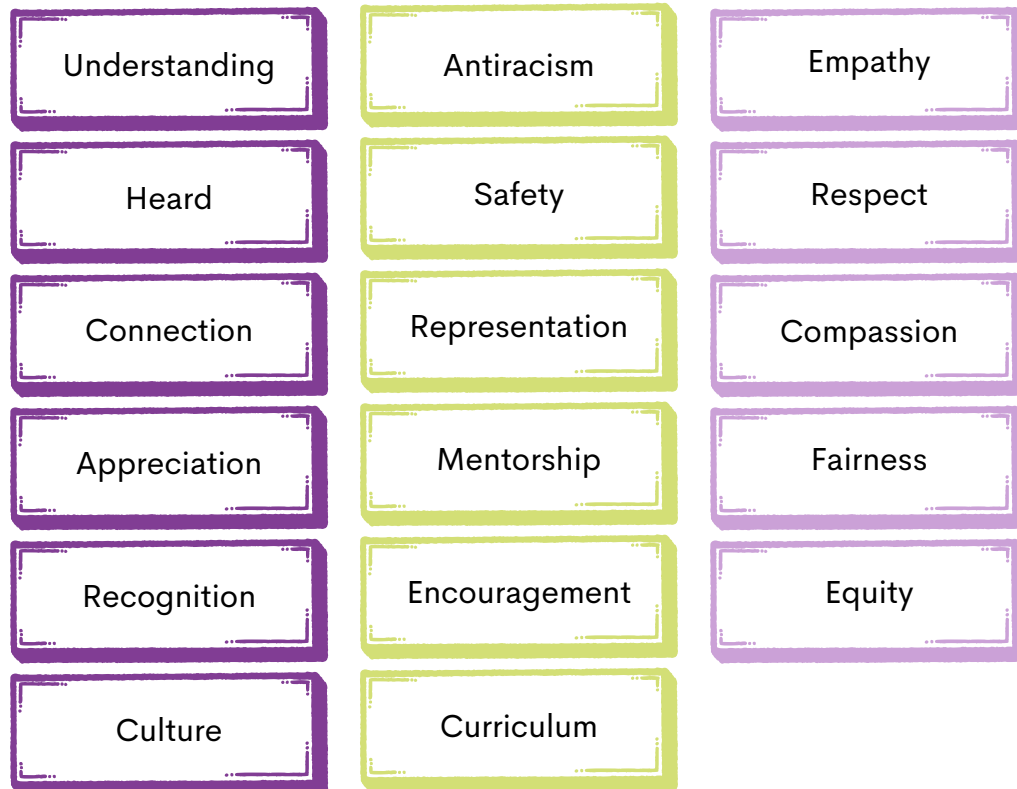 Understanding
Antiracism
Empathy
Heard
Safety
Respect
Connection
Representation
Compassion
Appreciation
Mentorship
Fairness
Recognition
Encouragement
Equity
Culture
Curriculum